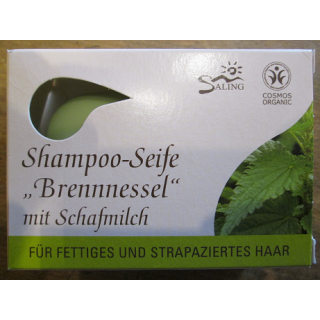 SALING
COSMOS
ORGANIC
Shampoo-Seife
„Brennnessel“
mit Schafmilch
FÜR FETTIGES UND STRAPAZIERTES HAAR